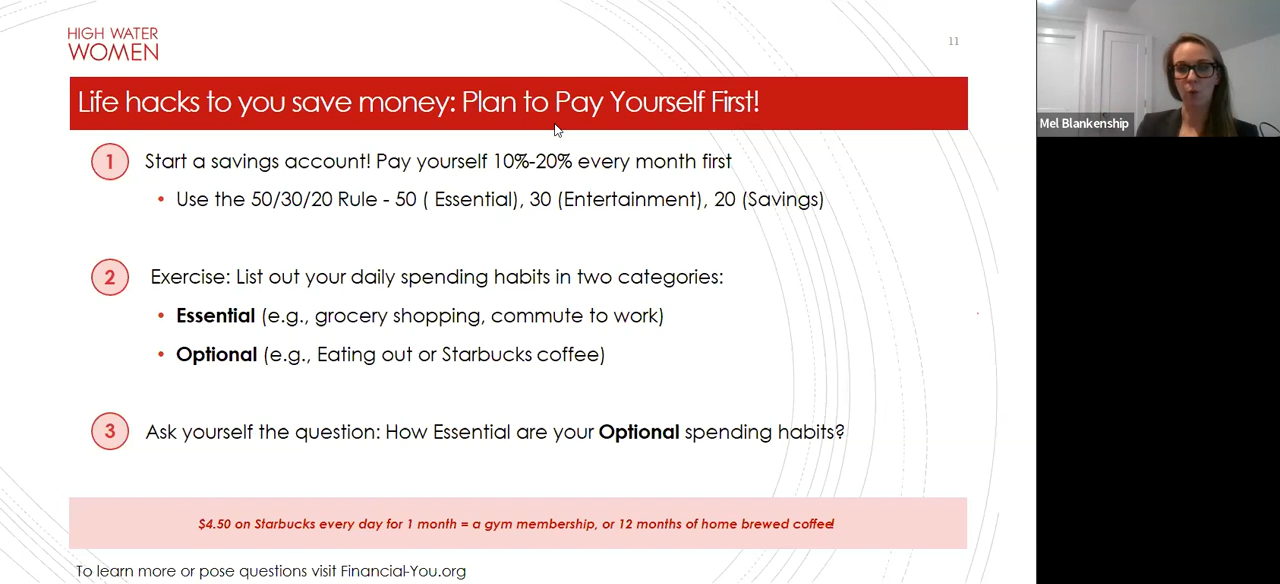 HIGH WATER
WOMEN
11
Life hacks to you save money: Plan to Pay Yourself First!
1 Start a savings account! Pay yourself 10%-20% every month first
• Use the 50/30/20 Rule - 50 ( Essential), 30 (Entertainment), 20 (Savings)
2 Exercise: List out your daily spending habits in two categories:
• Essential (e.g., grocery shopping, commute to work)
• Optional (e.g., Eating out or Starbucks coffee)
3 Ask yourself the question: How Essential are your Optional spending habits?
$4.50 on Starbucks every day for 1 month = a gym membership, or 12 months of home brewed coffee!
To learn more or pose questions visit Financial-You.org
Mel Blankenship